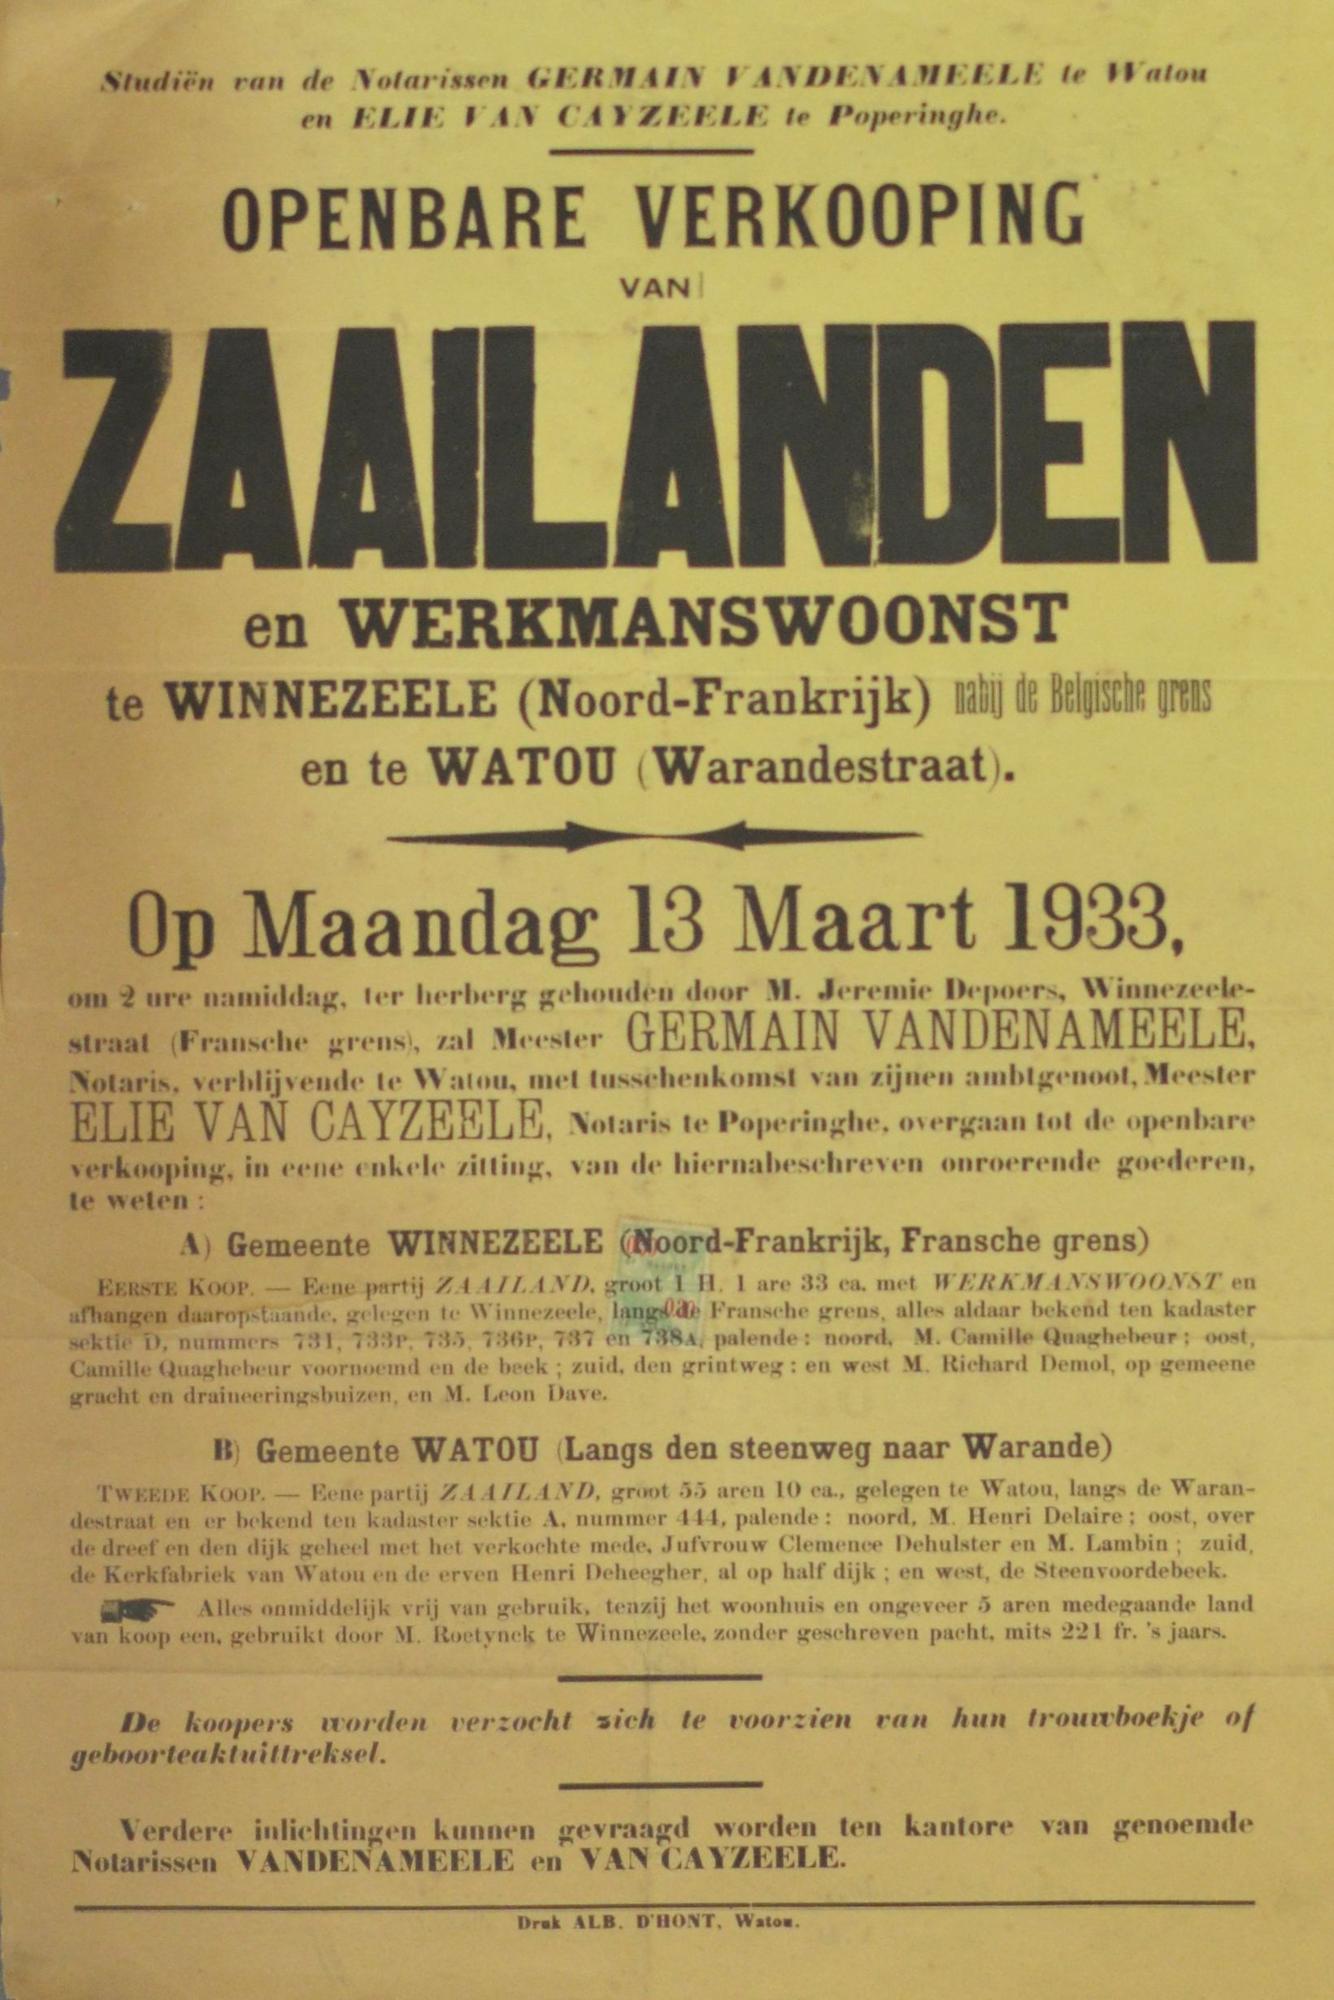 Studiën van de Notarissen GERMAIN VANDENAMEELE te Watou
en ELIE VAN CAYZEELE te Poperinghe.
OPENBARE VERKOOPING
VAN
ZAAILANDEN
en WERKMANSWOONST
te WINNEZEELE (Noord-Frankrijk) nabij de Belgische grens
en te WATOU (Warandestraat).
Op Maandag 13 Maart 1933,
om 2 ure namiddag, ter herberg gehouden door M. Jeremie Depoers, Winnezeele-
straat (Fransche grens), zal Meester GERMAIN VANDENAMEELE,
Notaris, verblijvende te Watou, met tusschenkomst van zijnen ambtgenoot, Meester
ELIE VAN CAYZEELE, Notaris te Poperinghe, overgaan tot de openbare
verkooping, in eene enkele zitting, van de hiernabeschreven onroerende goederen,
te weten :
A) Gemeente WINNEZEELE (Noord-Frankrijk, Fransche grens)
EERSTE KOOP. — Eene partij ZAAILAND, groot 1 H. 1 are 33 ca. met WERKMANSWOONST en
afhangen daaropstaande, gelegen te Winnezeele, langs de Fransche grens, alles aldaar bekend ten kadaster
sektie D, nummers 731, 733P, 735, 736P, 737 en 738A, palende : noord, M. Camille Quaghebeur ; oost,
Camille Quaghebeur voornoemd en de beek ; zuid, den grintweg : en west M. Richard Demol, op gemeene
gracht en draineeringsbuizen, en M. Leon Dave.
B) Gemeente WATOU (Langs den steenweg naar Warande)
TWEEDE KOOP. — Eene partij ZAAILAND, groot 55 aren 10 ca., gelegen te Watou, langs de Waran-
destraat en er bekend ten kadaster sektie A, nummer 444, palende : noord, M. Henri Delaire ; oost, over
de dreef en den dijk geheel met het verkochte mede, Jufvrouw Clemence Dehulster en M. Lambin ; zuid,
de Kerkfabriek van Watou en de erven Henri Deheegher, al op half dijk ; en west, de Steenvoordebeek.
Alles onmiddelijk vrij van gebruik, tenzij het woonhuis en ongeveer 5 aren medegaande land
van koop een, gebruikt door M. Roetynck te Winnezeele, zonder geschreven pacht, mits 221 fr. 's jaars.
De koopers worden verzocht zich te voorzien van hun trouwboekje of
geboorteaktuittreksel.
Verdere inlichtingen kunnen gevraagd worden ten kantore van genoemde
Notarissen VANDENAMEELE en VAN CAYZEELE.
Druk ALB. D'HONT, Watou.